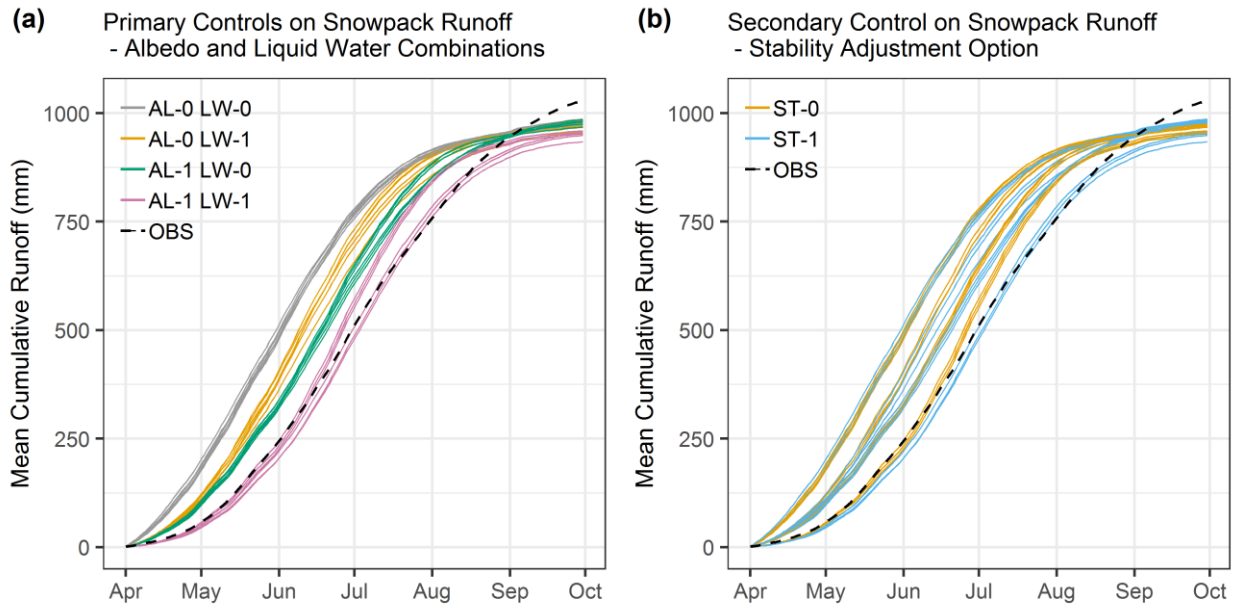 (a) Primary Controls on Snowpack Runoff
- Albedo and Liquid Water Combinations
Mean Cumulative Runoff (mm)
1000
750
500
250
0
AL-0 LW-0
AL-0 LW-1
AL-1 LW-0
AL-1 LW-1
OBS
Apr May Jun Jul Aug Sep Oct
(b) Secondary Control on Snowpack Runoff
- Stability Adjustment Option
Mean Cumulative Runoff (mm)
1000
750
500
250
0
ST-0
ST-1
OBS
Apr May Jun Jul Aug Sep Oct